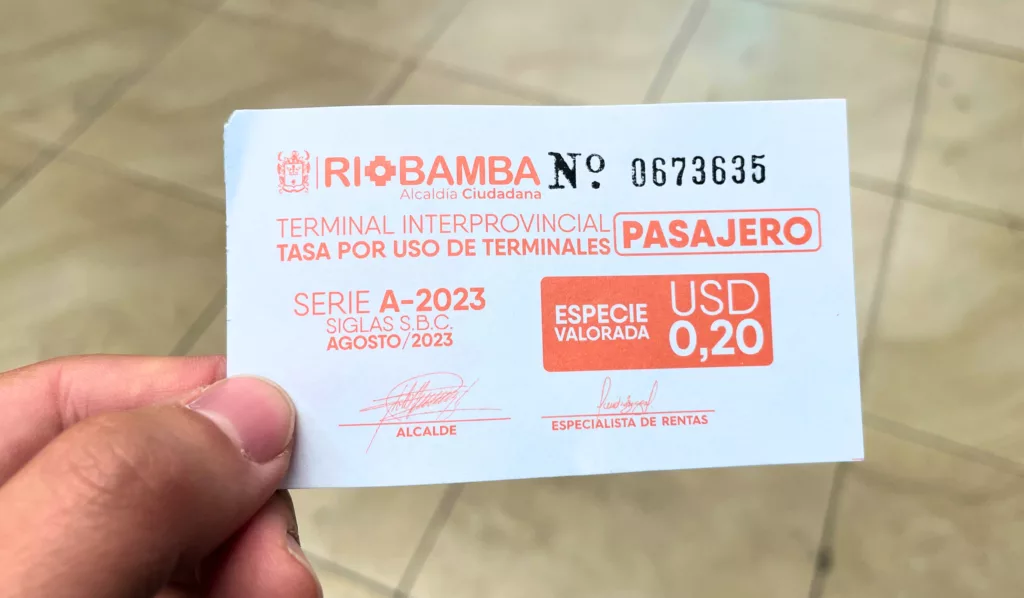 RIOBAMBA Nº. 0673635
Alcaldía Ciudadana
TERMINAL INTERPROVINCIAL
TASA POR USO DE TERMINALES
PASAJERO
SERIE A-2023
SIGLAS S.B.C.
AGOSTO/2023
ESPECIE
VALORADA
USD
0,20
ALCALDE
ESPECIALISTA DE RENTAS